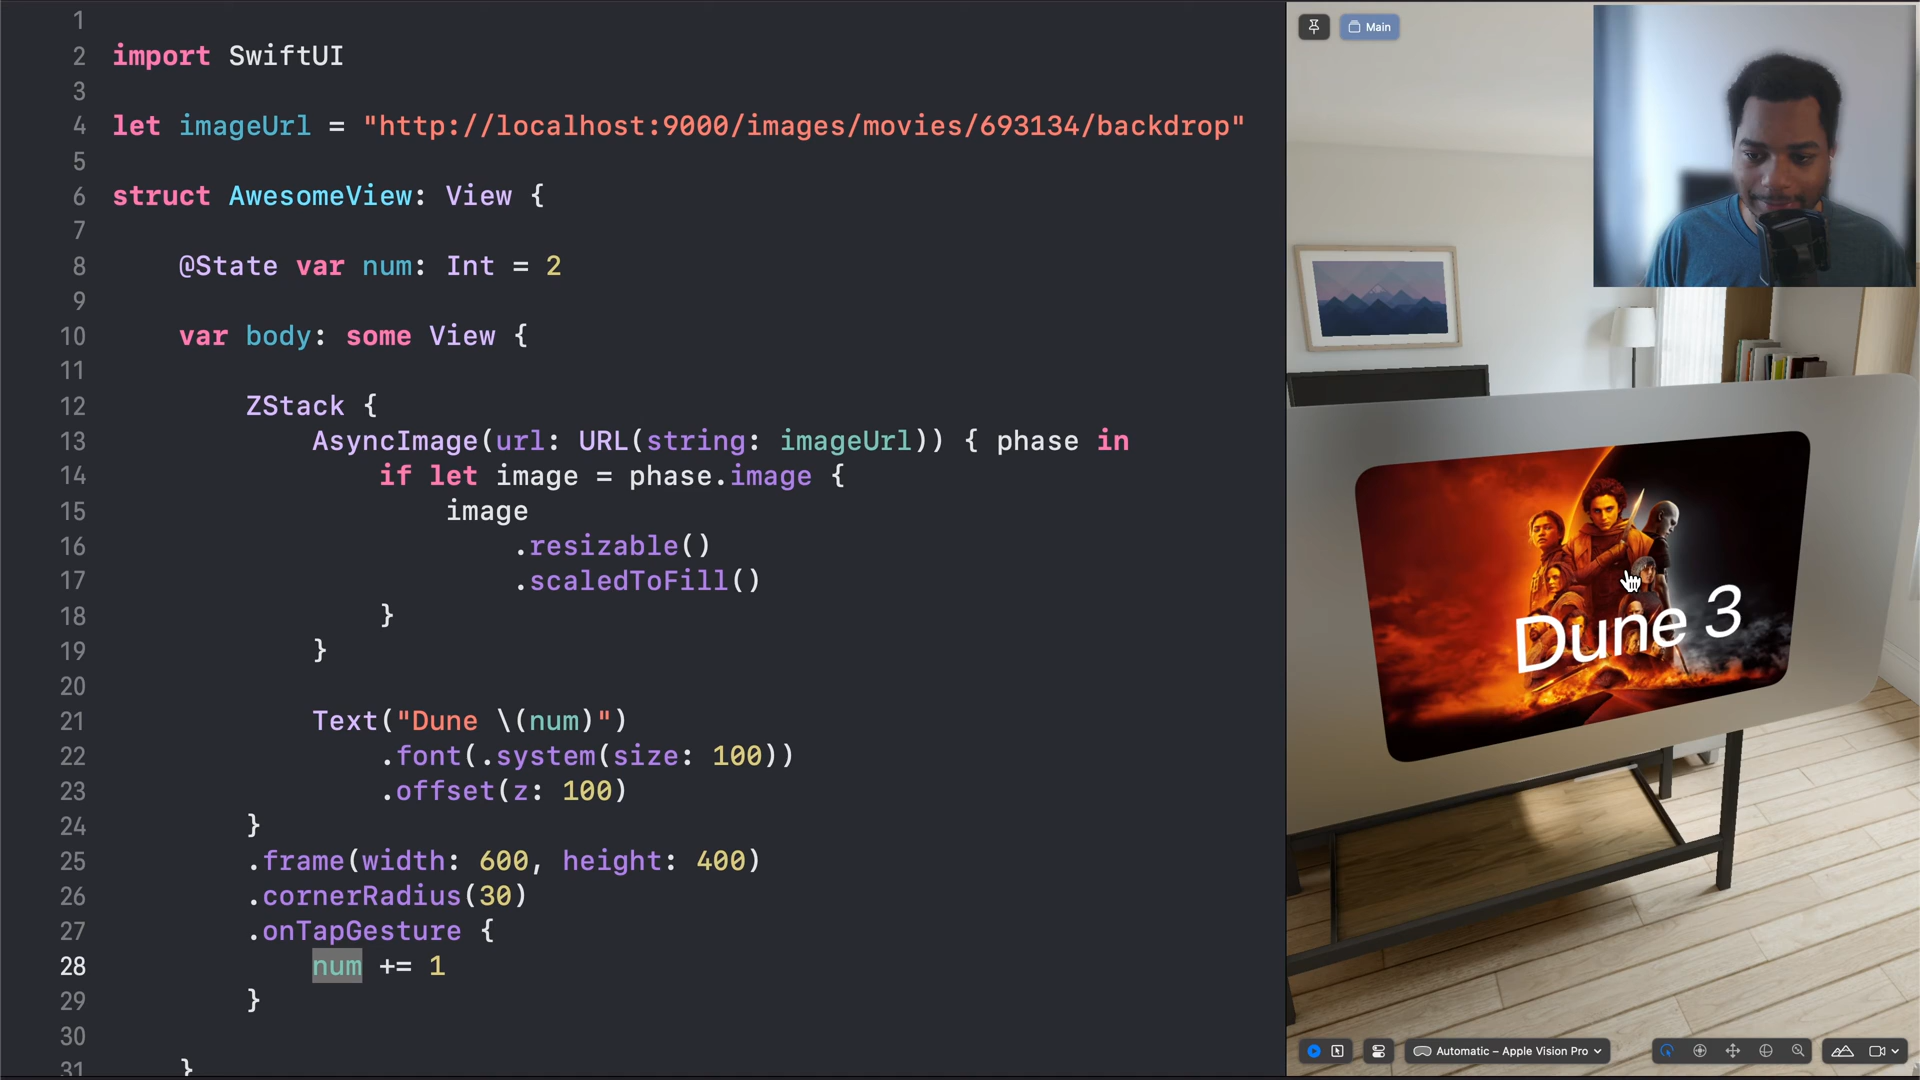 1
2 import SwiftUI
3
4 let imageUrl = "http://localhost:9000/images/movies/693134/backdrop"
5
6 struct AwesomeView: View {
7
8 @State var num: Int = 2
9
10 var body: some View {
11
12 ZStack {
13 AsyncImage(url: URL(string: imageUrl)) { phase in
14 if let image = phase.image {
15 image
16 .resizable()
17 .scaledToFill()
18 }
19 }
20
21 Text("Dune \(num)")
22 .font(.system(size: 100))
23 .offset(z: 100)
24 }
25 .frame(width: 600, height: 400)
26 .cornerRadius(30)
27 .onTapGesture {
28 num += 1
29 }
30
31 }
Main
Dune 3
Automatic – Apple Vision Pro